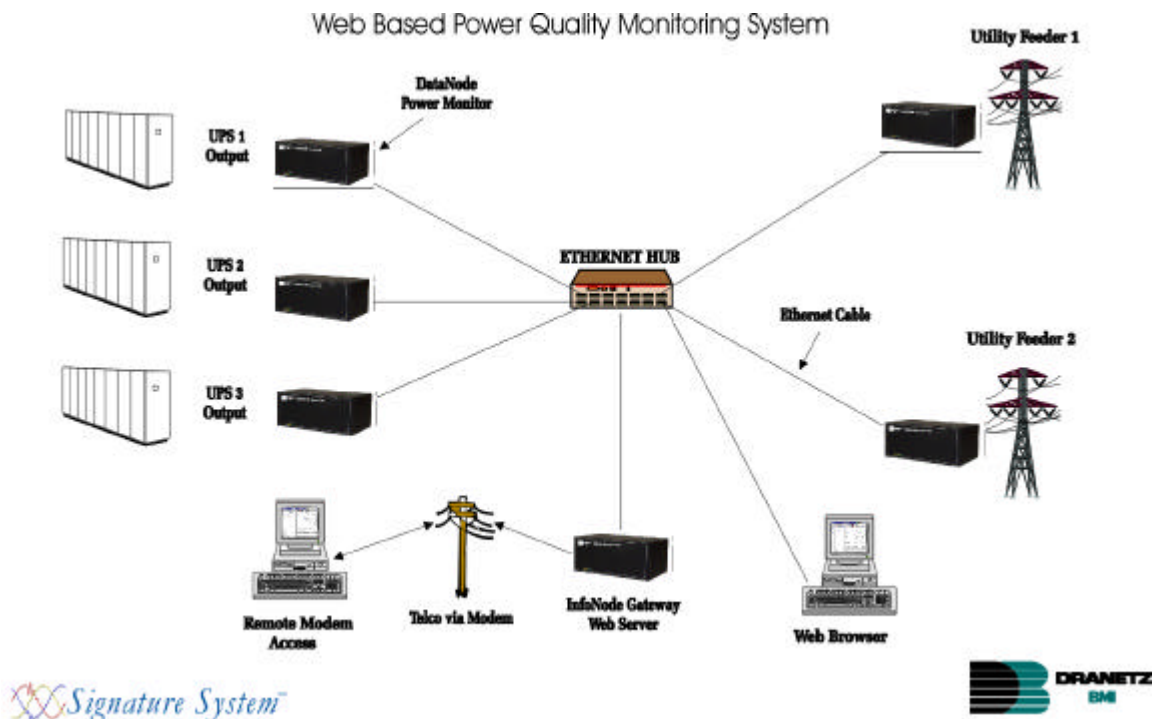 Web Based Power Quality Monitoring System
Utility Feeder 1
DataNode
Power Monitor
UPS 1
Output
ETHERNET HUB
UPS 2
Output
Ethernet Cable
Utility Feeder 2
UPS 3
Output
Remote Modem
Access
Telco via Modem
InfoNode Gateway
Web Server
Web Browser
Signature System™
DRANETZ
BMI